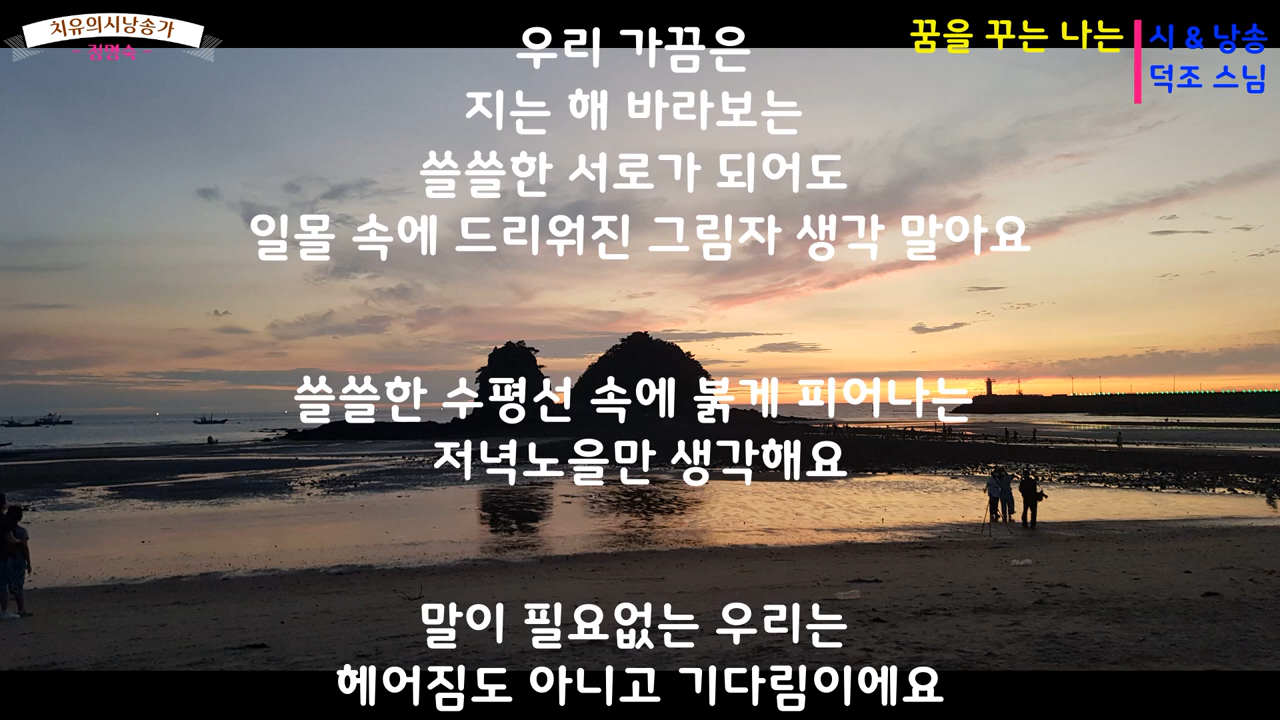 치유의시낭송가
우리 가끔은
지는 해 바라보는
쓸쓸한 서로가 되어도
일몰 속에 드리워진 그림자 생각 말아요
쓸쓸한 수평선 속에 붉게 피어나는
저녁노을만 생각해요
말이 필요없는 우리는
헤어짐도 아니고 기다림이에요
꿈을 꾸는 나는
시 & 낭송
덕조 스님